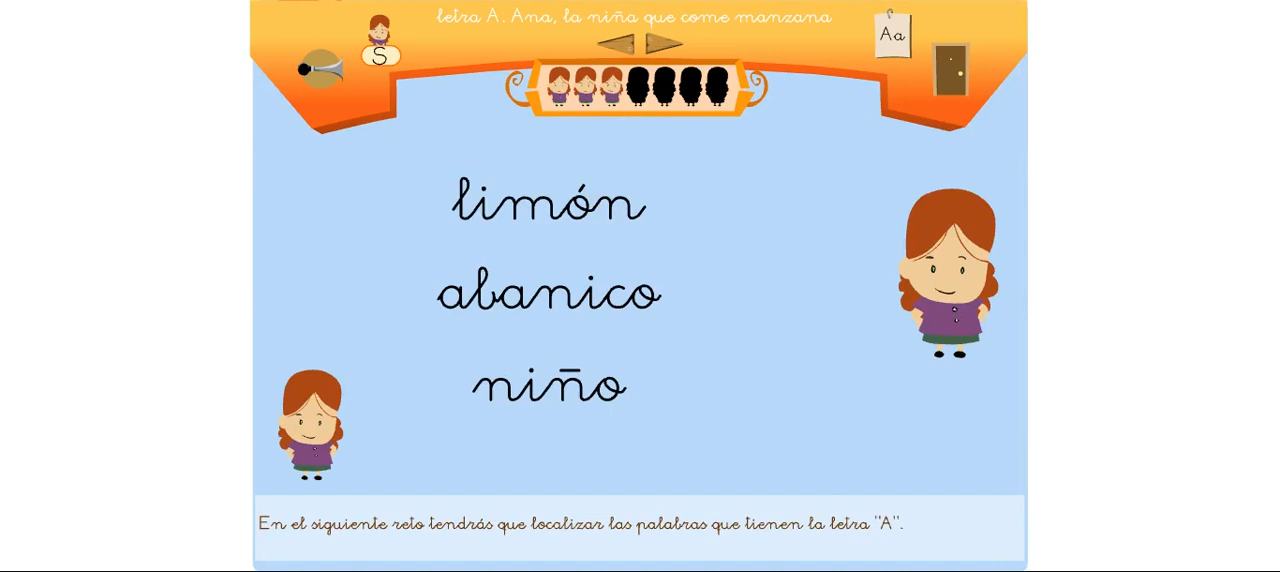 letra A. Ana, la niña que come manzana
S
Aa
limón
abanico
niño
En el siguiente reto tendrás que localizar las palabras que tienen la letra "A".